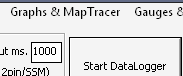 Graphs & MapTracer Gauges &
ut ms. 1000
2pin/SSM)
Start DataLogger